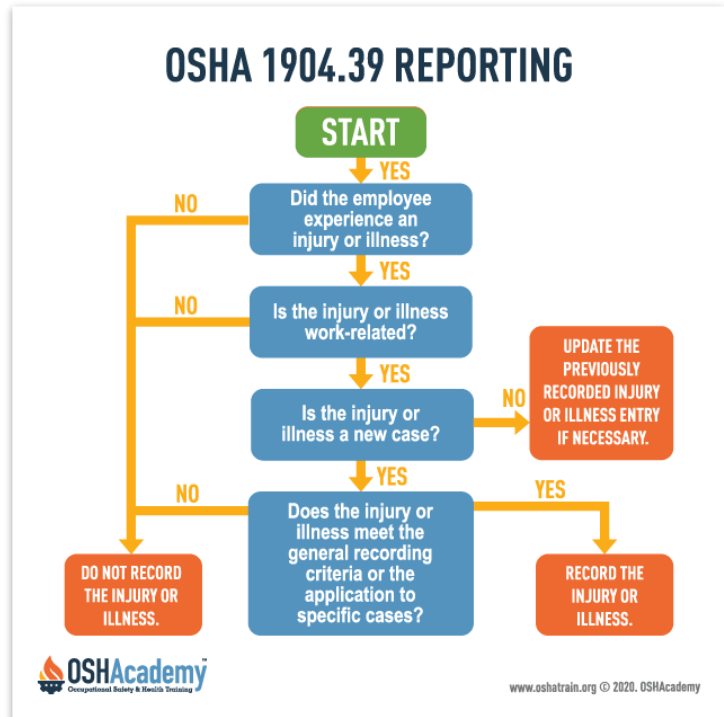 OSHA 1904.39 REPORTING
START
YES
NO
Did the employee
experience an
injury or illness?
YES
NO
Is the injury or illness
work-related?
YES
UPDATE THE
PREVIOUSLY
RECORDED INJURY
OR ILLNESS ENTRY
IF NECESSARY.
NO
Is the injury or
illness a new case?
YES
NO
YES
Does the injury or
illness meet the
general recording
criteria or the
application to
specific cases?
DO NOT RECORD
THE INJURY OR
ILLNESS.
RECORD THE
INJURY OR
ILLNESS.
OSHAcademy™
Occupational Safety & Health Training
www.oshatrain.org © 2020. OSHAcademy